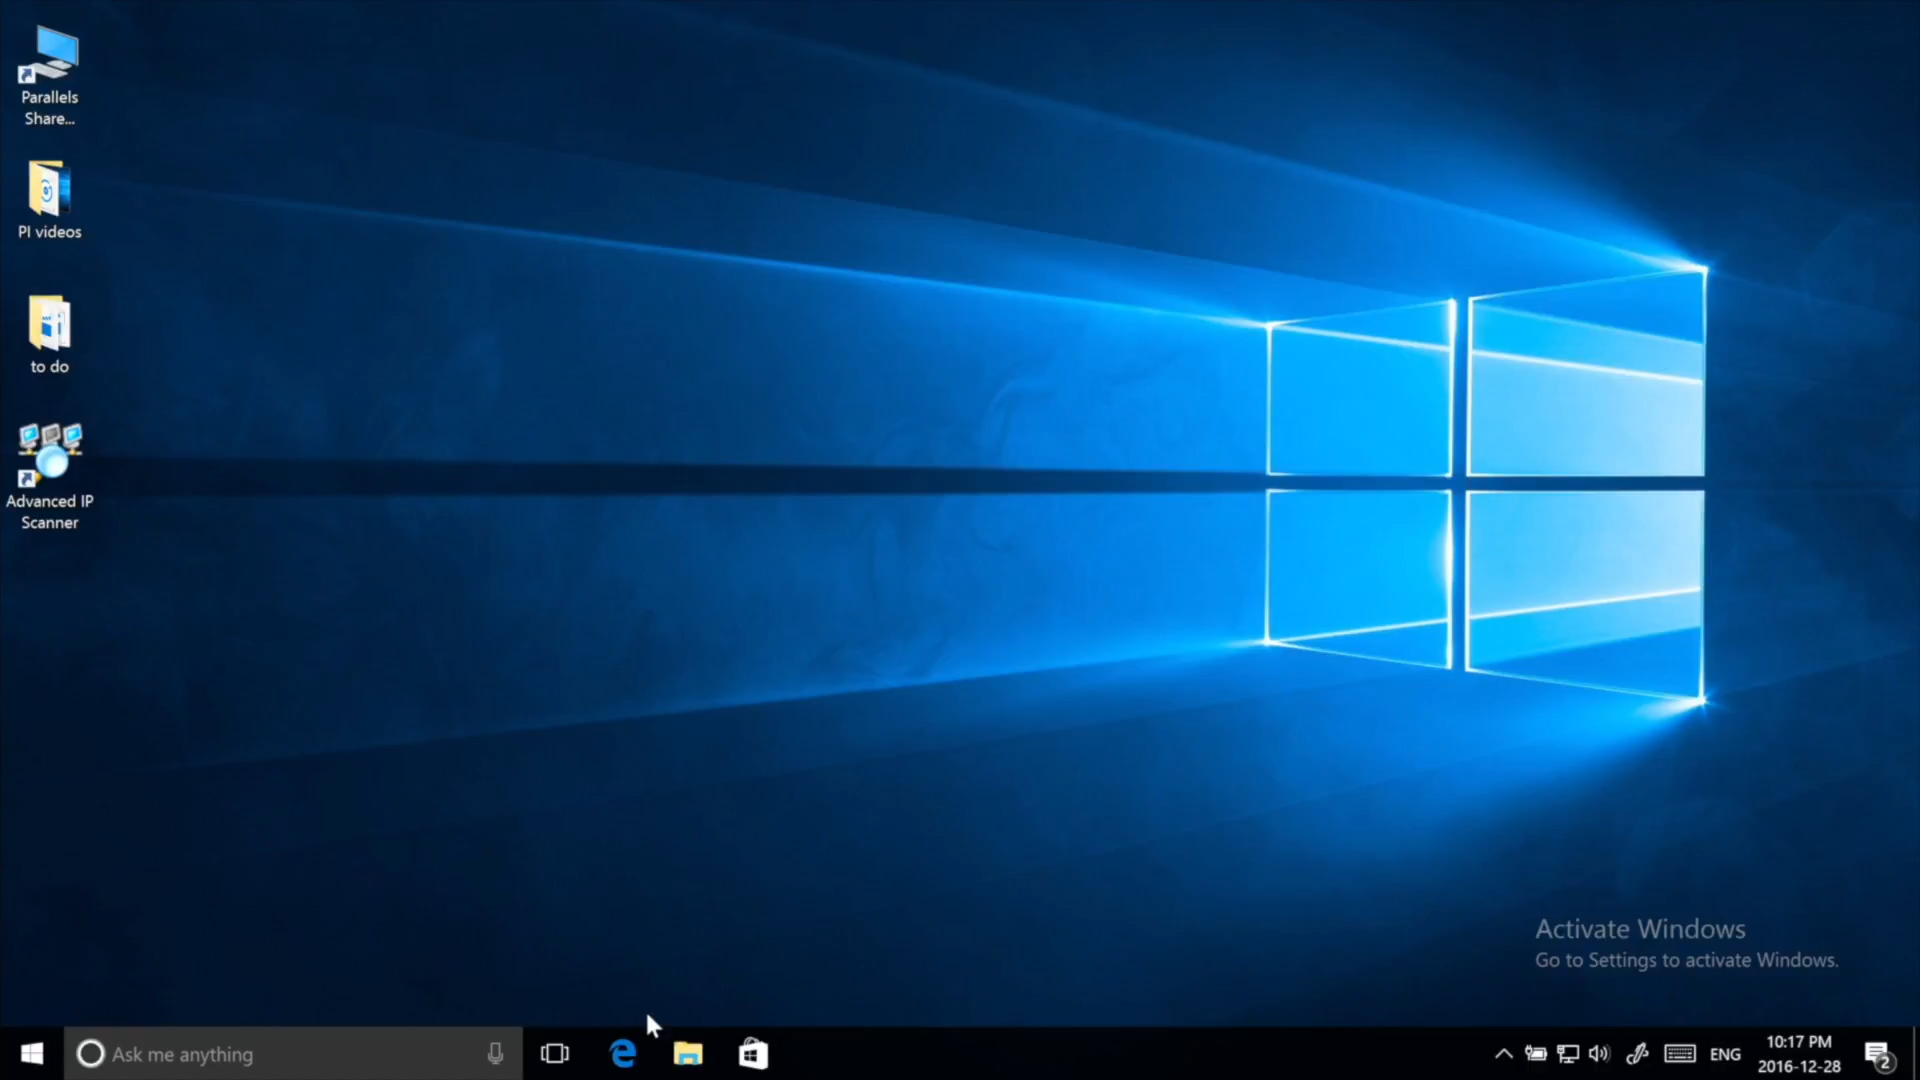 Parallels
Share...
PI videos
to do
Advanced IP
Scanner
Activate Windows
Go to Settings to activate Windows.
Ask me anything
ENG
10:17 PM
2016-12-28
2